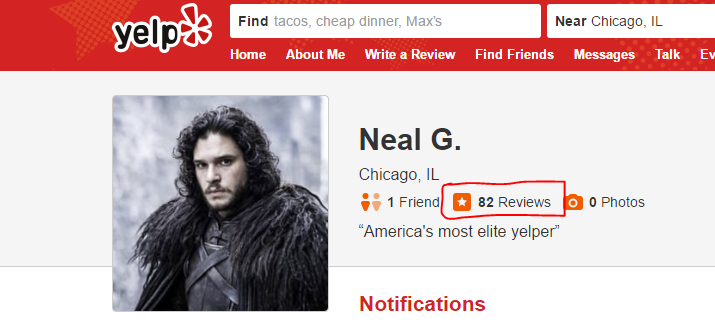 yelp
Find tacos, cheap dinner, Max’s
Near Chicago, IL
Home About Me Write a Review Find Friends Messages Talk Ev
Neal G.
Chicago, IL
1 Friend 82 Reviews 0 Photos
“America's most elite yelper”
Notifications